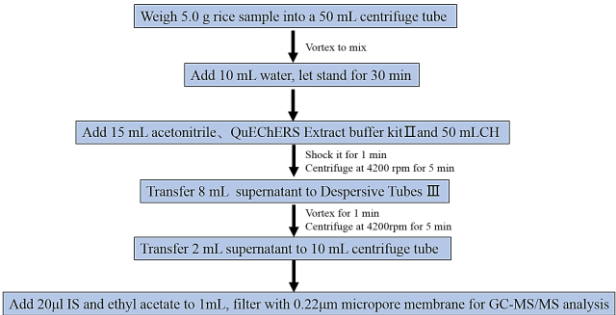 Weigh 5.0 g rice sample into a 50 mL centrifuge tube
Vortex to mix
Add 10 mL water, let stand for 30 min
Add 15 mL acetonitrile、QuEChERS Extract buffer kitⅡand 50 mLCH
Shock it for 1 min
Centrifuge at 4200 rpm for 5 min
Transfer 8 mL supernatant to Despersive Tubes Ⅲ
Vortex for 1 min
Centrifuge at 4200rpm for 5 min
Transfer 2 mL supernatant to 10 mL centrifuge tube
Add 20μl IS and ethyl acetate to 1mL, filter with 0.22μm micropore membrane for GC-MS/MS analysis